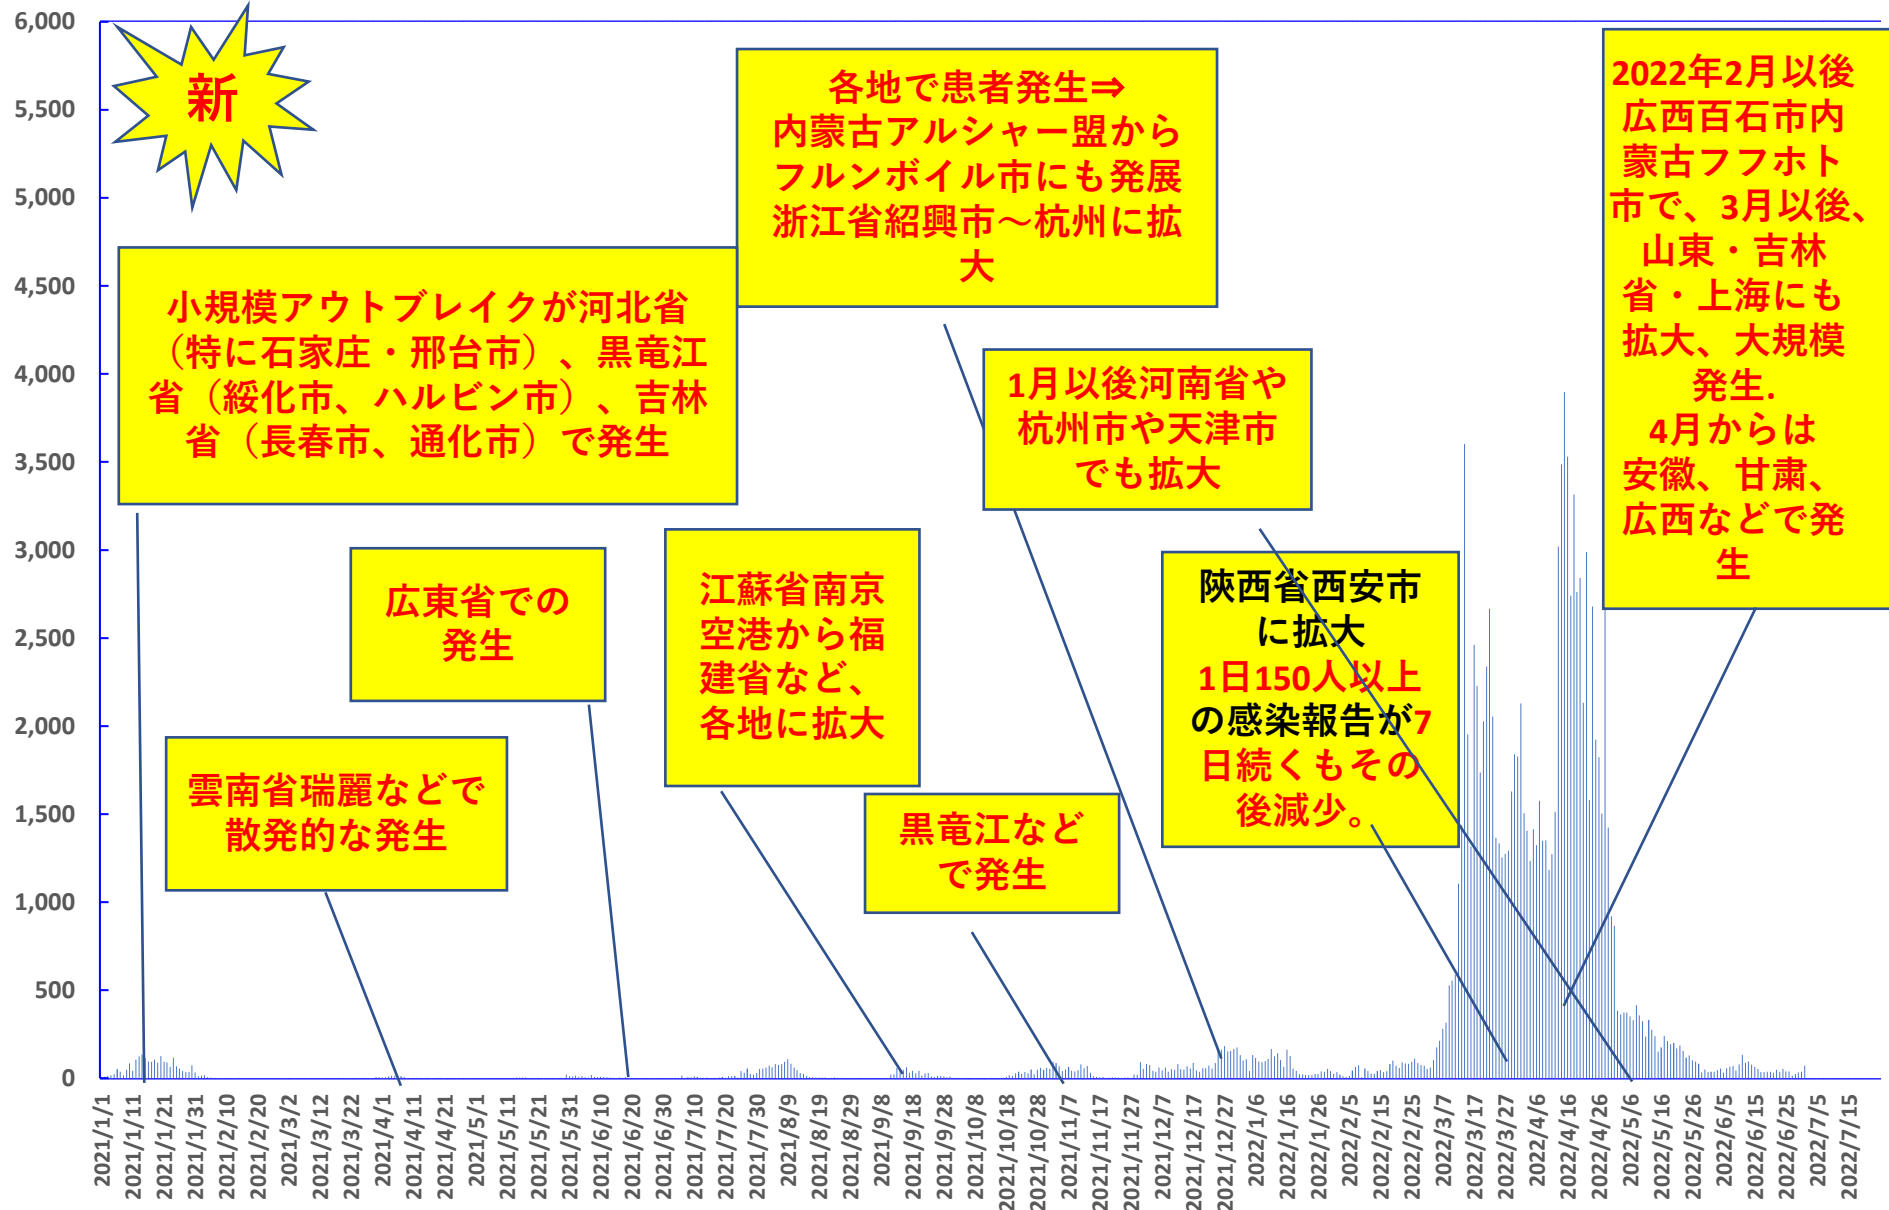 新
各地で患者発生⇒
内蒙古アルシャー盟から
フルンボイル市にも発展
浙江省紹興市～杭州に拡
大
2022年2月以後
広西百石市内
蒙古フフホト
市で、3月以後、
山東・吉林
省・上海にも
拡大、大規模
発生.
4月からは
安徽、甘粛、
広西などで発
生
小規模アウトブレイクが河北省
（特に石家庄・邢台市）、黒竜江
省（綏化市、ハルビン市）、吉林
省（長春市、通化市）で発生
1月以後河南省や
杭州市や天津市
でも拡大
広東省での
発生
江蘇省南京
空港から福
建省など、
各地に拡大
陝西省西安市
に拡大
1日150人以上
の感染報告が7
日続くもその
後減少。
雲南省瑞麗などで
散発的な発生
黒竜江など
で発生
6,000
5,500
5,000
4,500
4,000
3,500
3,000
2,500
2,000
1,500
1,000
500
0
2021/1/1
2021/1/11
2021/1/21
2021/1/31
2021/2/10
2021/2/20
2021/3/2
2021/3/12
2021/3/22
2021/4/1
2021/4/11
2021/4/21
2021/5/1
2021/5/11
2021/5/21
2021/5/31
2021/6/10
2021/6/20
2021/6/30
2021/7/10
2021/7/20
2021/7/30
2021/8/9
2021/8/19
2021/8/29
2021/9/8
2021/9/18
2021/9/28
2021/10/8
2021/10/18
2021/10/28
2021/11/7
2021/11/17
2021/11/27
2021/12/7
2021/12/17
2021/12/27
2022/1/6
2022/1/16
2022/1/26
2022/2/5
2022/2/15
2022/2/25
2022/3/7
2022/3/17
2022/3/27
2022/4/6
2022/4/16
2022/4/26
2022/5/6
2022/5/16
2022/5/26
2022/6/5
2022/6/15
2022/6/25
2022/7/5
2022/7/15